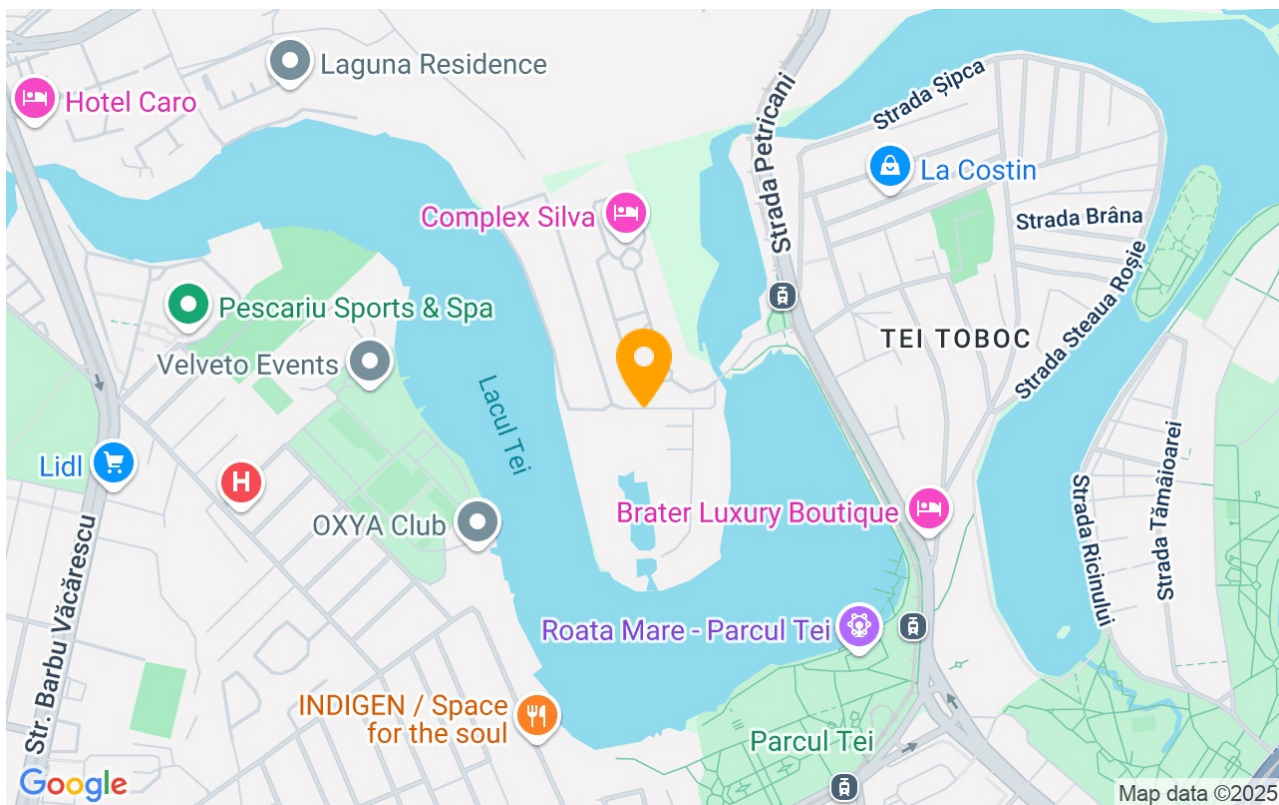 Laguna Residence
Hotel Caro
Strada Șipca
Strada Petricani
La Costin
Complex Silva
Strada Brâna
Pescariu Sports & Spa
Velveto Events
TEI TOBOC
Strada Steaua Roșie
Lacul Tei
Lidl
H
OXYA Club
Brater Luxury Boutique
Strada Ricinului
Strada Tămâioarei
Str. Barbu Văcărescu
Roata Mare - Parcul Tei
INDIGEN / Space
for the soul
Parcul Tei
Google
Map data ©2025